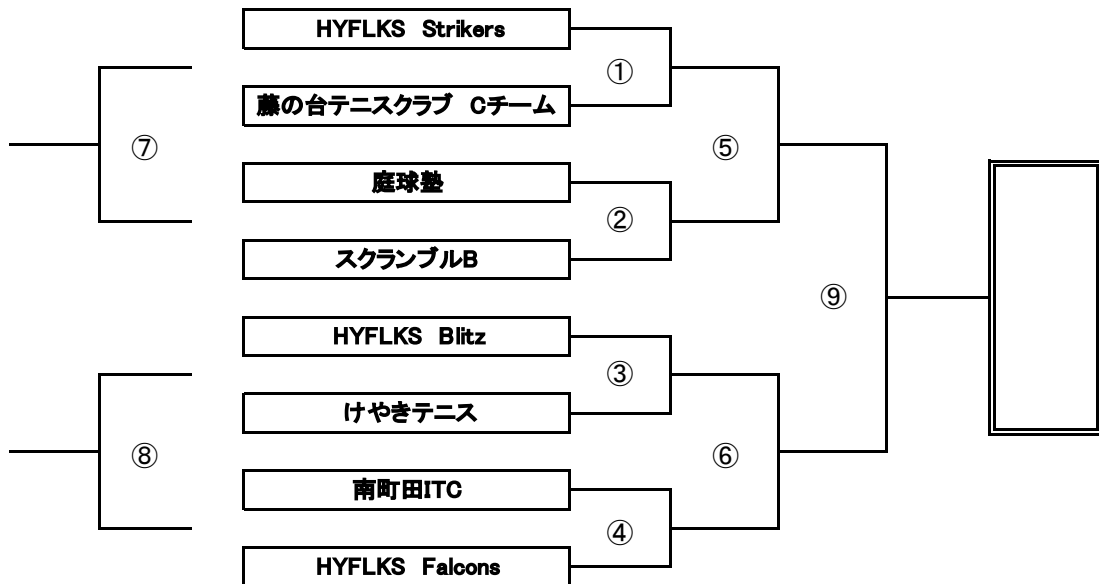 HYFLKS Strikers
①
藤の台テニスクラブ Cチーム
⑦
⑤
庭球塾
②
スクランブルB
⑨
HYFLKS Blitz
③
けやきテニス
⑧
⑥
南町田ITC
④
HYFLKS Falcons